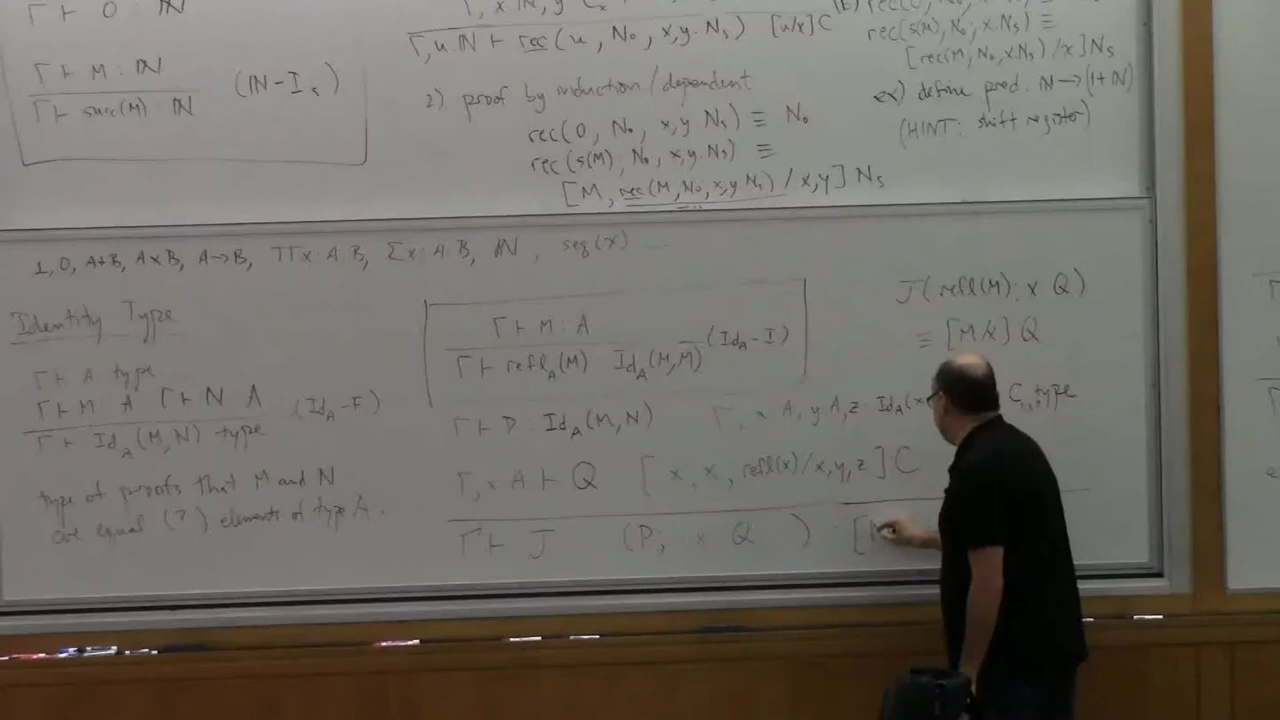 Γ ⊢ O : ℕ
Γ ⊢ M : ℕ
Γ ⊢ succ(M) ℕ (ℕ-I_s)
Γ, x ℕ, y C_x
Γ, u ℕ ⊢ rec(u, N₀, x,y. N_s) [u/x]C
2) proof by induction/dependent
rec(0, N₀, x,y N_s) ≡ N₀
rec(s(M), N₀, x,y. N_s) ≡
[M, rec(M, N₀, x,y N_s) / x,y] N_s
rec(s(M), N₀, x. N_s) ≡
[rec(M, N₀, x.N_s) / x] N_s
ex) define pred. ℕ → (1 + ℕ)
(HINT: shift register)
1, 0, A+B, A×B, A→B, Πx:A.B, Σx:A.B, ℕ, seq(x)
Identity Type
Γ ⊢ A type
Γ ⊢ M A Γ ⊢ N A
Γ ⊢ Id_A(M,N) type (Id_A-F)
type of proofs that M and N
are equal (?) elements of type A.
Γ ⊢ M : A
Γ ⊢ refl_A(M) Id_A(M,M) (Id_A-I)
Γ ⊢ P : Id_A(M,N) Γ, x A, y:A, z: Id_A(x C type
Γ, x A ⊢ Q [x, x, refl(x)/x,y,z] C
Γ ⊢ J (P; x Q ) [
J(refl(M); x Q)
≡ [M/x] Q